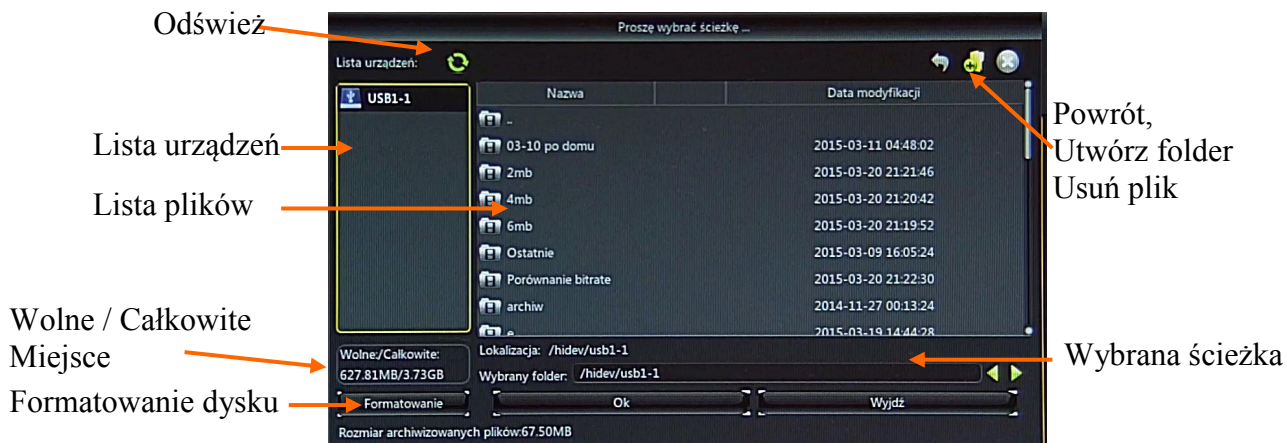 Odśwież
Proszę wybrać ścieżkę ...
Lista urządzeń:
USB1-1
Nazwa Data modyfikacji
..
03-10 po domu 2015-03-11 04:48:02
2mb 2015-03-20 21:21:46
4mb 2015-03-20 21:20:42
6mb 2015-03-20 21:19:52
Ostatnie 2015-03-09 16:05:24
Porównanie bitrate 2015-03-20 21:22:30
archiw 2014-11-27 00:13:24
e 2015-03-19 14:44:28
Lista urządzeń
Lista plików
Powrót,
Utwórz folder
Usuń plik
Wolne / Całkowite
Miejsce
Formatowanie dysku
Wolne:/Całkowite:
627.81MB/3.73GB
Lokalizacja: /hidev/usb1-1
Wybrany folder: /hidev/usb1-1
Wybrana ścieżka
Formatowanie Ok Wyjdź
Rozmiar archiwizowanych plików:67.50MB